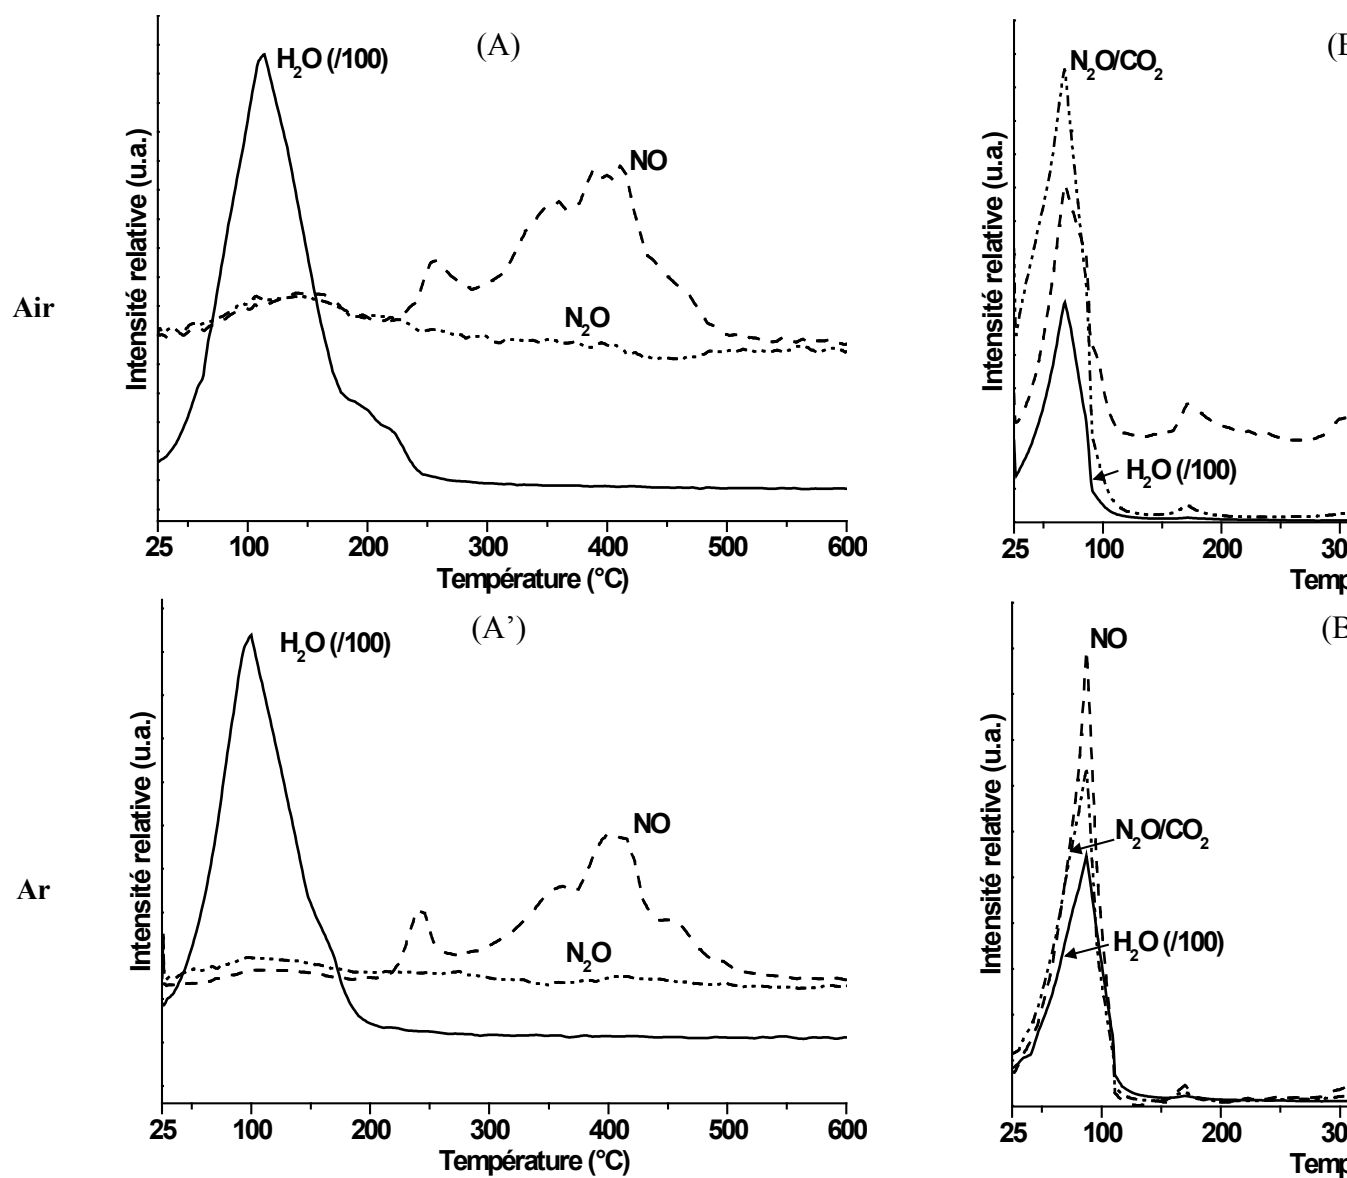 (A)
H2O (/100)
NO
N2O
Intensité relative (u.a.)
Air
25 100 200 300 400 500 600
Température (°C)
N2O/CO2
H2O (/100)
Intensité relative (u.a.)
25 100 200
(A’)
H2O (/100)
NO
N2O
Intensité relative (u.a.)
Ar
25 100 200 300 400 500 600
Température (°C)
(B
NO
N2O/CO2
H2O (/100)
Intensité relative (u.a.)
25 100 200